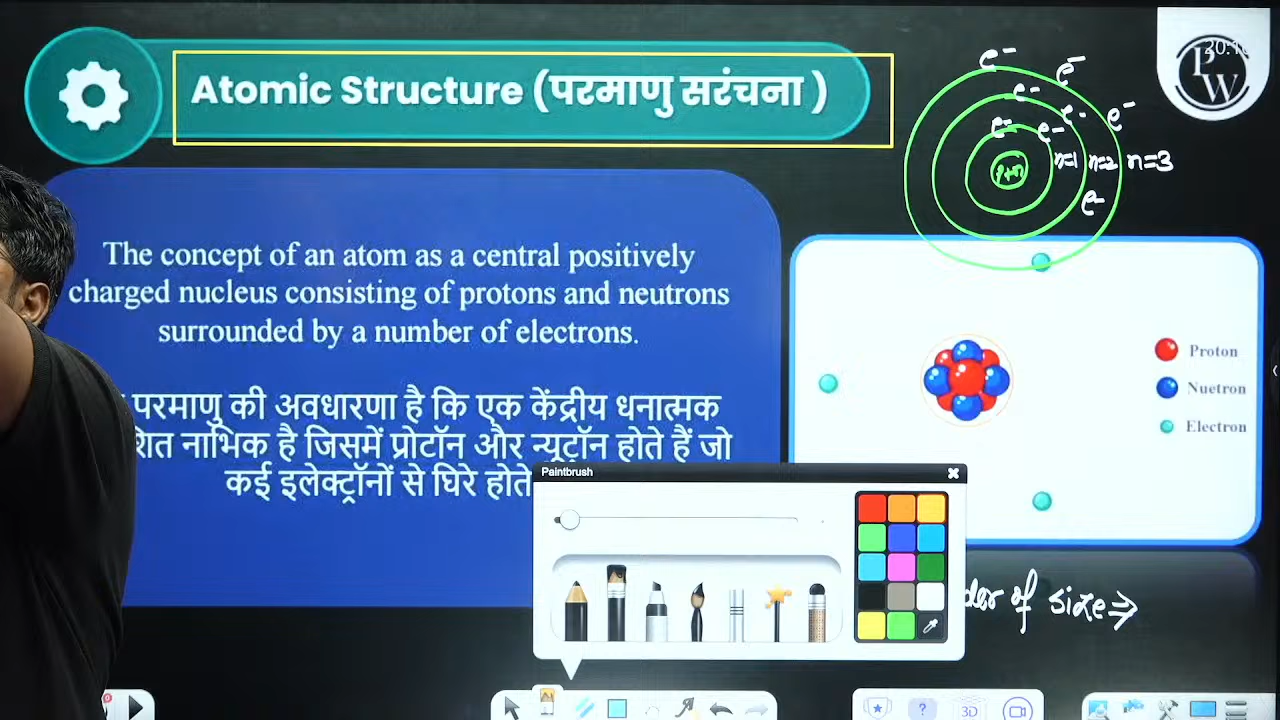 Atomic Structure (परमाणु सरंचना )
The concept of an atom as a central positively
charged nucleus consisting of protons and neutrons
surrounded by a number of electrons.
परमाणु की अवधारणा है कि एक केंद्रीय धनात्मक
नाभिक है जिसमें प्रोटॉन और न्यूट्रॉन होते हैं जो
कई इलेक्ट्रॉनों से घिरे होते
e-
e-
e-
e-
e-
e-
e-
e-
P+n
n=1
n=2
n=3
PW
Proton
Nuetron
Electron
Paintbrush
of size⇒
?
3D